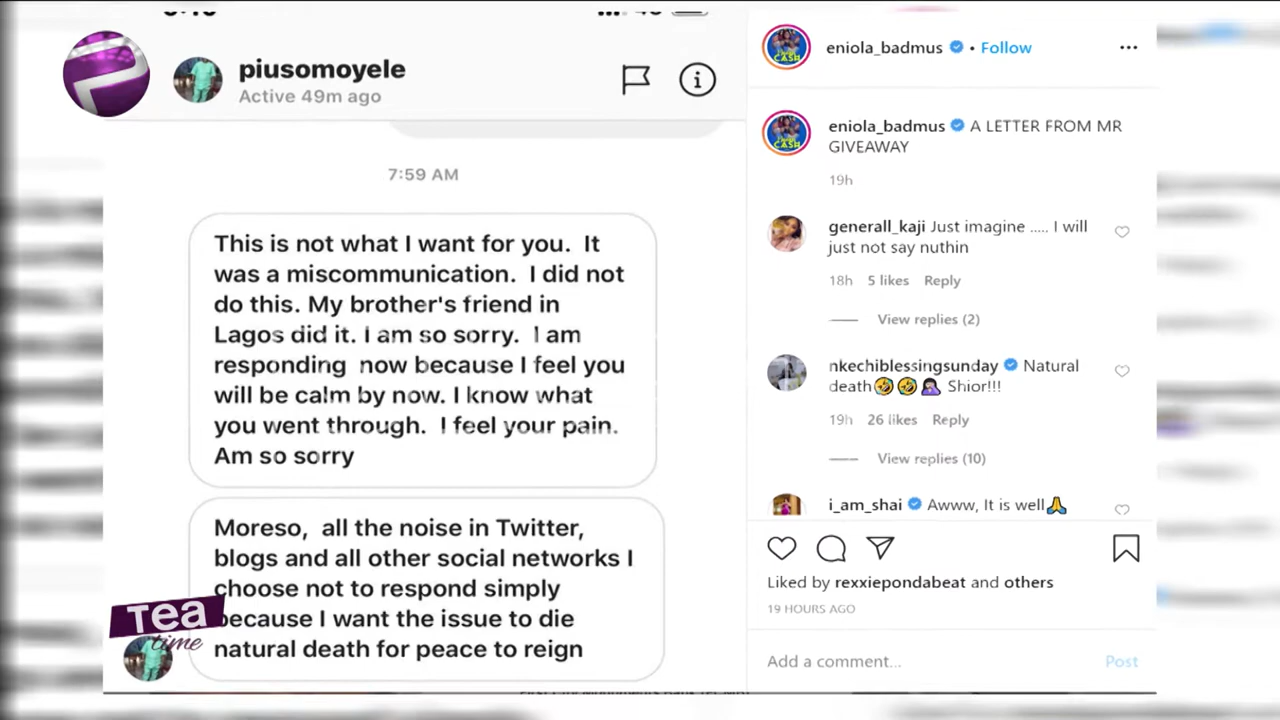 piusomoyele
Active 49m ago
7:59 AM
This is not what I want for you. It
was a miscommunication. I did not
do this. My brother's friend in
Lagos did it. I am so sorry. I am
responding now because I feel you
will be calm by now. I know what
you went through. I feel your pain.
Am so sorry
Moreso, all the noise in Twitter,
blogs and all other social networks I
choose not to respond simply
because I want the issue to die
natural death for peace to reign
Tea
time
eniola_badmus • Follow
CASH
eniola_badmus A LETTER FROM MR
GIVEAWAY
19h
CASH
generall_kaji Just imagine ..... I will
just not say nuthin
18h 5 likes Reply
View replies (2)
nkechiblessingsunday Natural
death🤣🤣🤦🏻‍♀️ Shior!!!
19h 26 likes Reply
View replies (10)
i_am_shai Awww, It is well🙏
Liked by rexxiepondabeat and others
19 HOURS AGO
Add a comment... Post